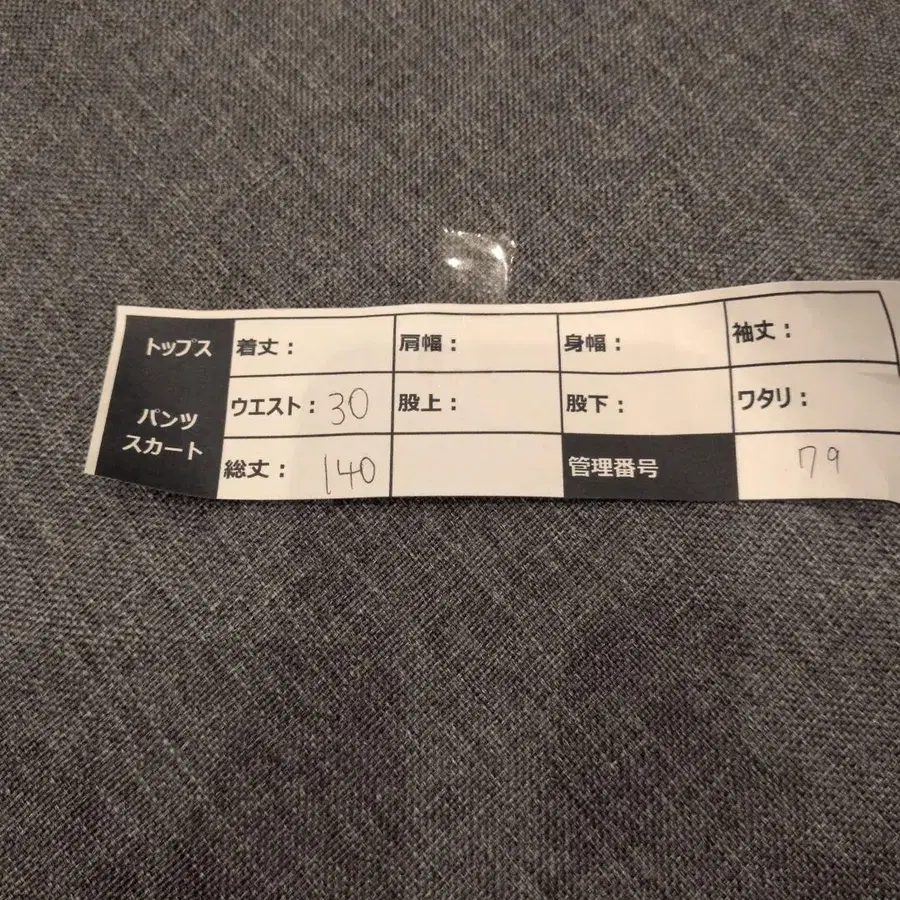 トップス 着丈： 肩幅： 身幅： 袖丈：
パンツ スカート ウエスト：30 股上： 股下： ワタリ：
総丈：140 管理番号 79